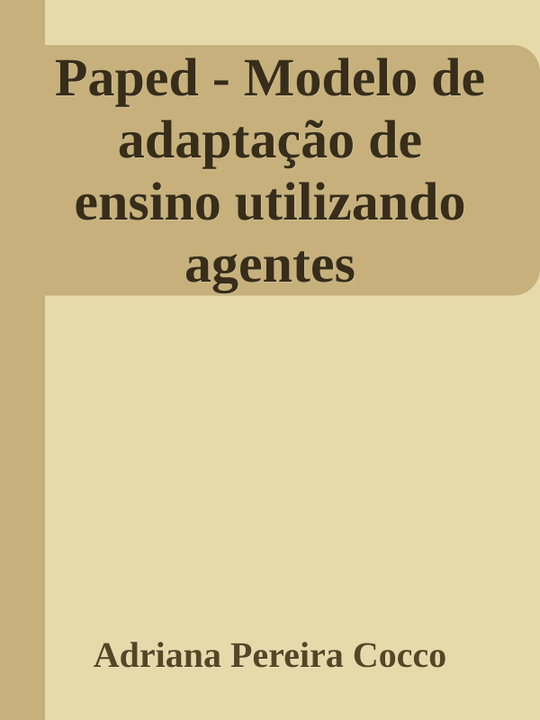 Paped - Modelo de
adaptação de
ensino utilizando
agentes
Adriana Pereira Cocco